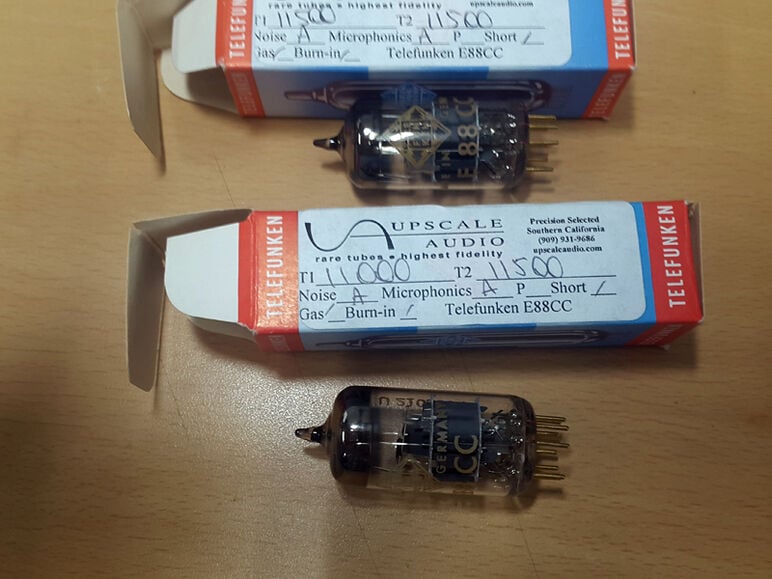 rare tubes • highest fidelity upscaleaudio.com
T1 11500 T2 11500
Noise A Microphonics A P Short /
Gas / Burn-in / Telefunken E88CC
TELEFUNKEN
TELEFUNKEN
E88CC
UPSCALE
AUDIO
rare tubes • highest fidelity
Precision Selected
Southern California
(909) 931-9686
upscaleaudio.com
T1 11000 T2 11500
Noise A Microphonics A P Short /
Gas / Burn-in / Telefunken E88CC
TELEFUNKEN
TELEFUNKEN
GERMANY
CC